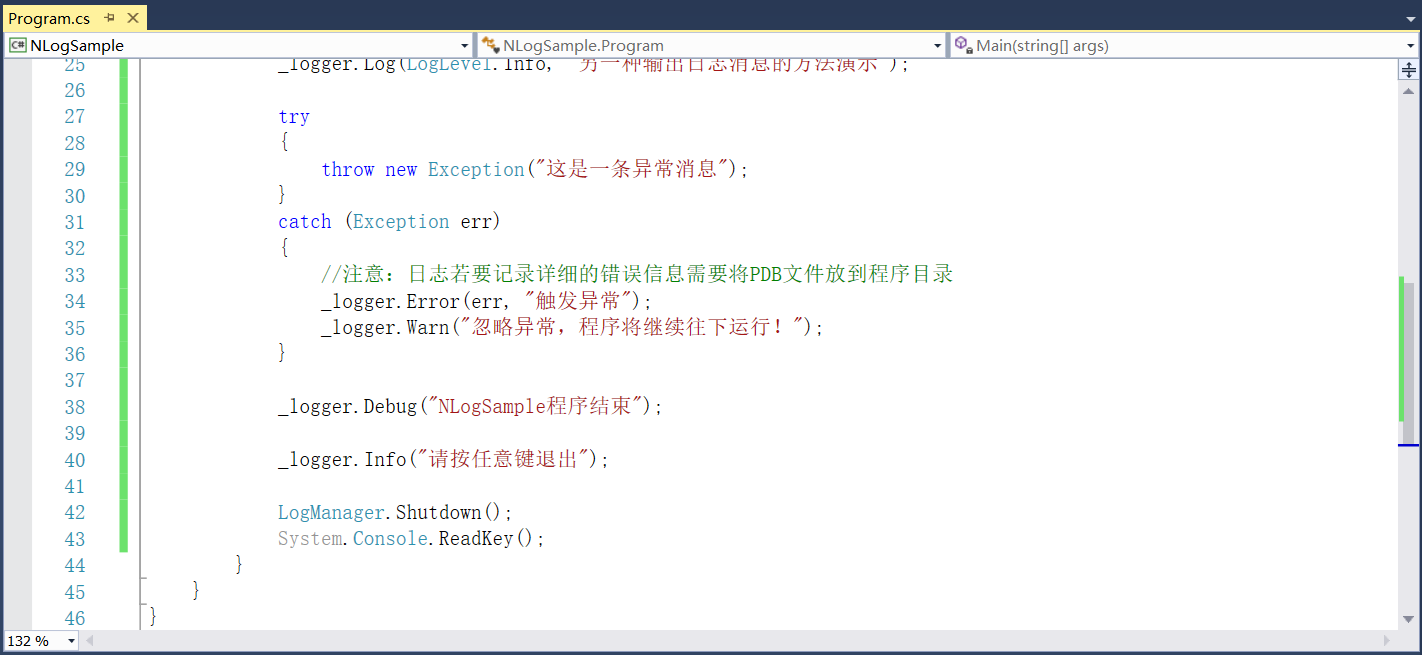 Program.cs
NLogSample
NLogSample.Program
Main(string[] args)
25 _logger.Log(LogLevel.Info, "另一种输出日志消息的方法演示");
26
27 try
28 {
29 throw new Exception("这是一条异常消息");
30 }
31 catch (Exception err)
32 {
33 //注意：日志若要记录详细的错误信息需要将PDB文件放到程序目录
34 _logger.Error(err, "触发异常");
35 _logger.Warn("忽略异常，程序将继续往下运行！");
36 }
37
38 _logger.Debug("NLogSample程序结束");
39
40 _logger.Info("请按任意键退出");
41
42 LogManager.Shutdown();
43 System.Console.ReadKey();
44 }
45 }
46 }
132 %